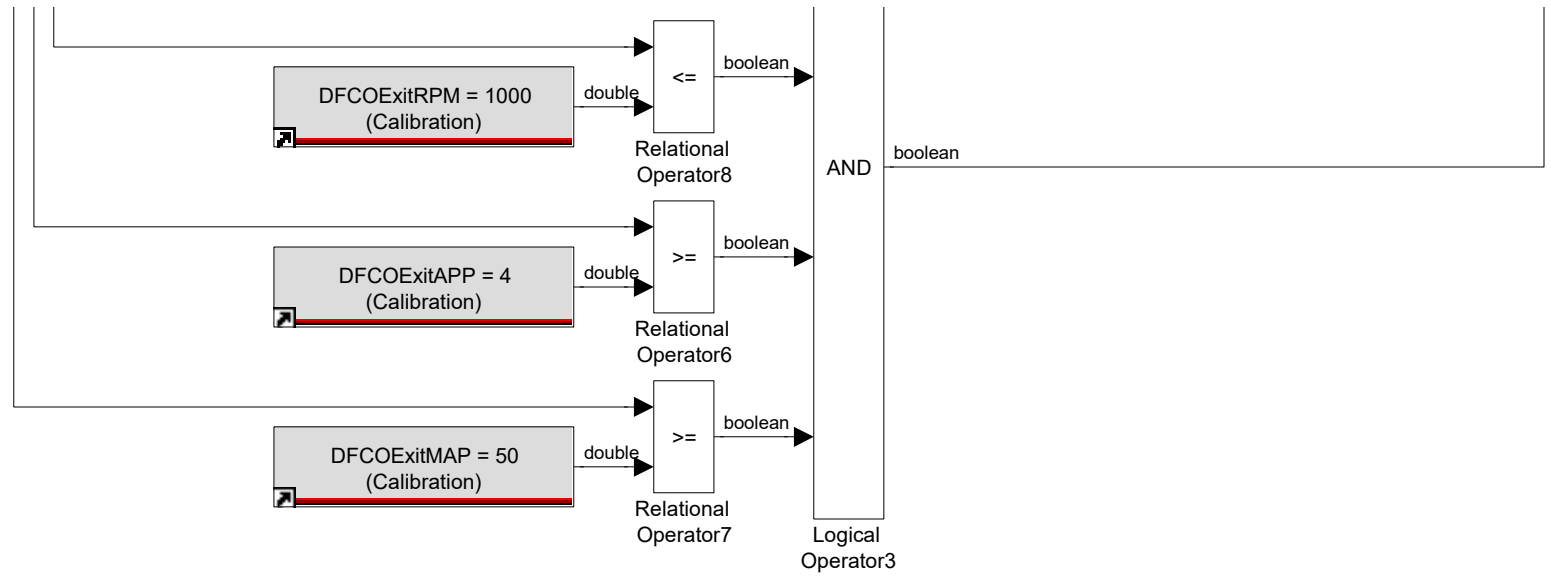 boolean
<=
DFCOExitRPM = 1000
(Calibration)
double
Relational
Operator8
AND
boolean
boolean
>=
DFCOExitAPP = 4
(Calibration)
double
Relational
Operator6
boolean
>=
DFCOExitMAP = 50
(Calibration)
double
Relational
Operator7
Logical
Operator3